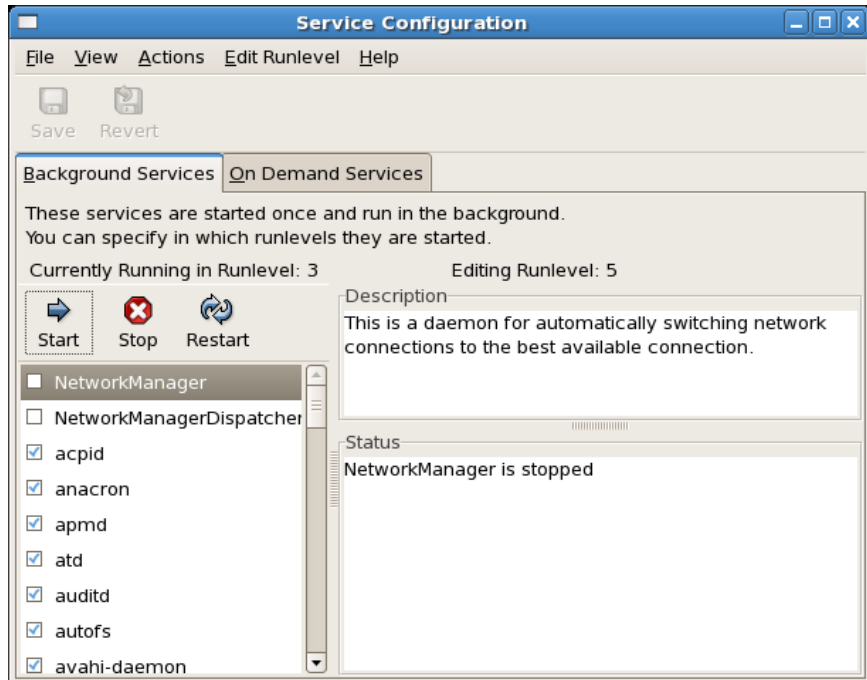 Service Configuration
File View Actions Edit Runlevel Help
Save Revert
Background Services On Demand Services
These services are started once and run in the background.
You can specify in which runlevels they are started.
Currently Running in Runlevel: 3 Editing Runlevel: 5
Start Stop Restart
NetworkManager
NetworkManagerDispatcher
acpid
anacron
apmd
atd
auditd
autofs
avahi-daemon
Description
This is a daemon for automatically switching network
connections to the best available connection.
Status
NetworkManager is stopped